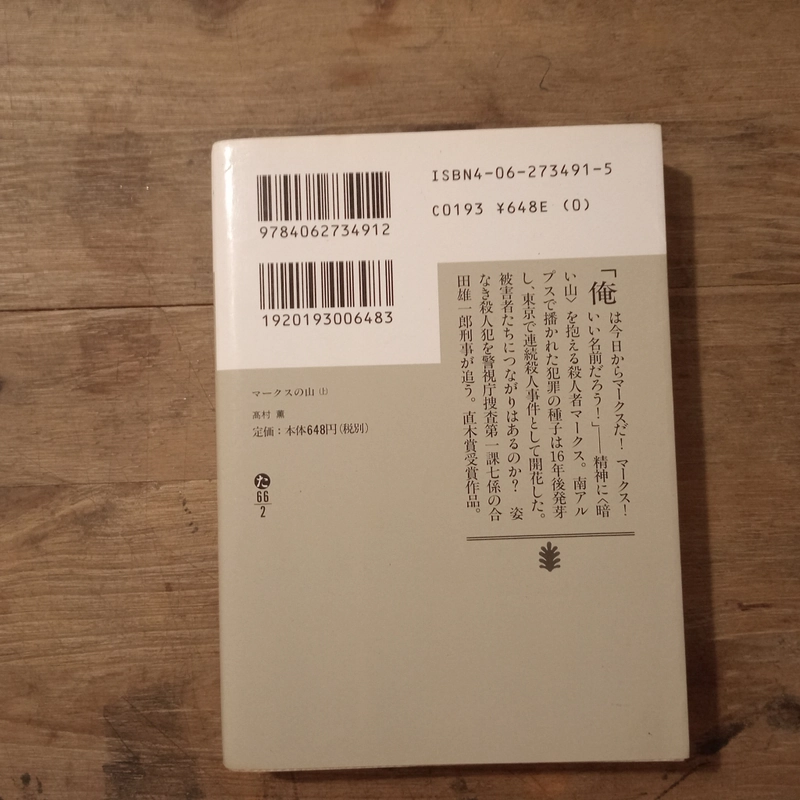 9784062734912
1920193006483
ISBN4-06-273491-5
C0193 ¥648E (0)
「俺は今日からマークスだ！ マークス！
いい名前だろう！」――精神に〈暗
い山〉を抱える殺人者マークス。南アル
プスで播かれた犯罪の種子は16年後発芽
し、東京で連続殺人事件として開花した。
被害者たちにつながりはあるのか？ 姿
なき殺人犯を警視庁捜査第一課七係の合
田雄一郎刑事が追う。直木賞受賞作品。
マークスの山（上）
髙村 薫
定価：本体648円（税別）
た
66
2